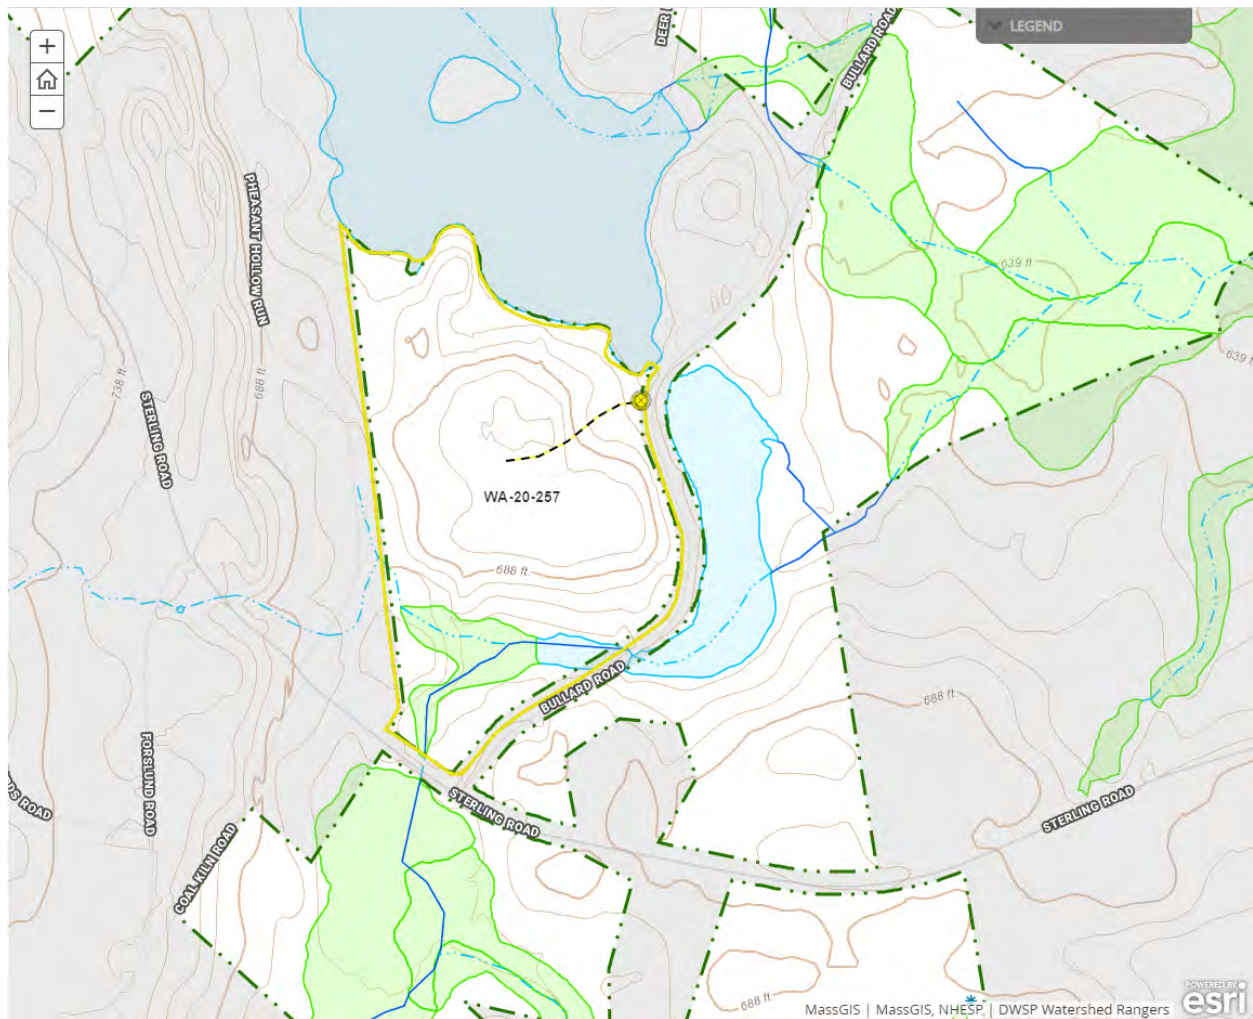 LEGEND
DEER
BULLARD ROAD
PHEASANT HOLLOW RUN
639 ft
639 ft
738 ft
688 ft
STERLING ROAD
WA-20-257
688 ft
BULLARD ROAD
688 ft
FORSLUND ROAD
DS ROAD
STERLING ROAD
STERLING ROAD
COAL KILN ROAD
688 ft
MassGIS | MassGIS, NHESP | DWSP Watershed Rangers
POWERED BY
esri